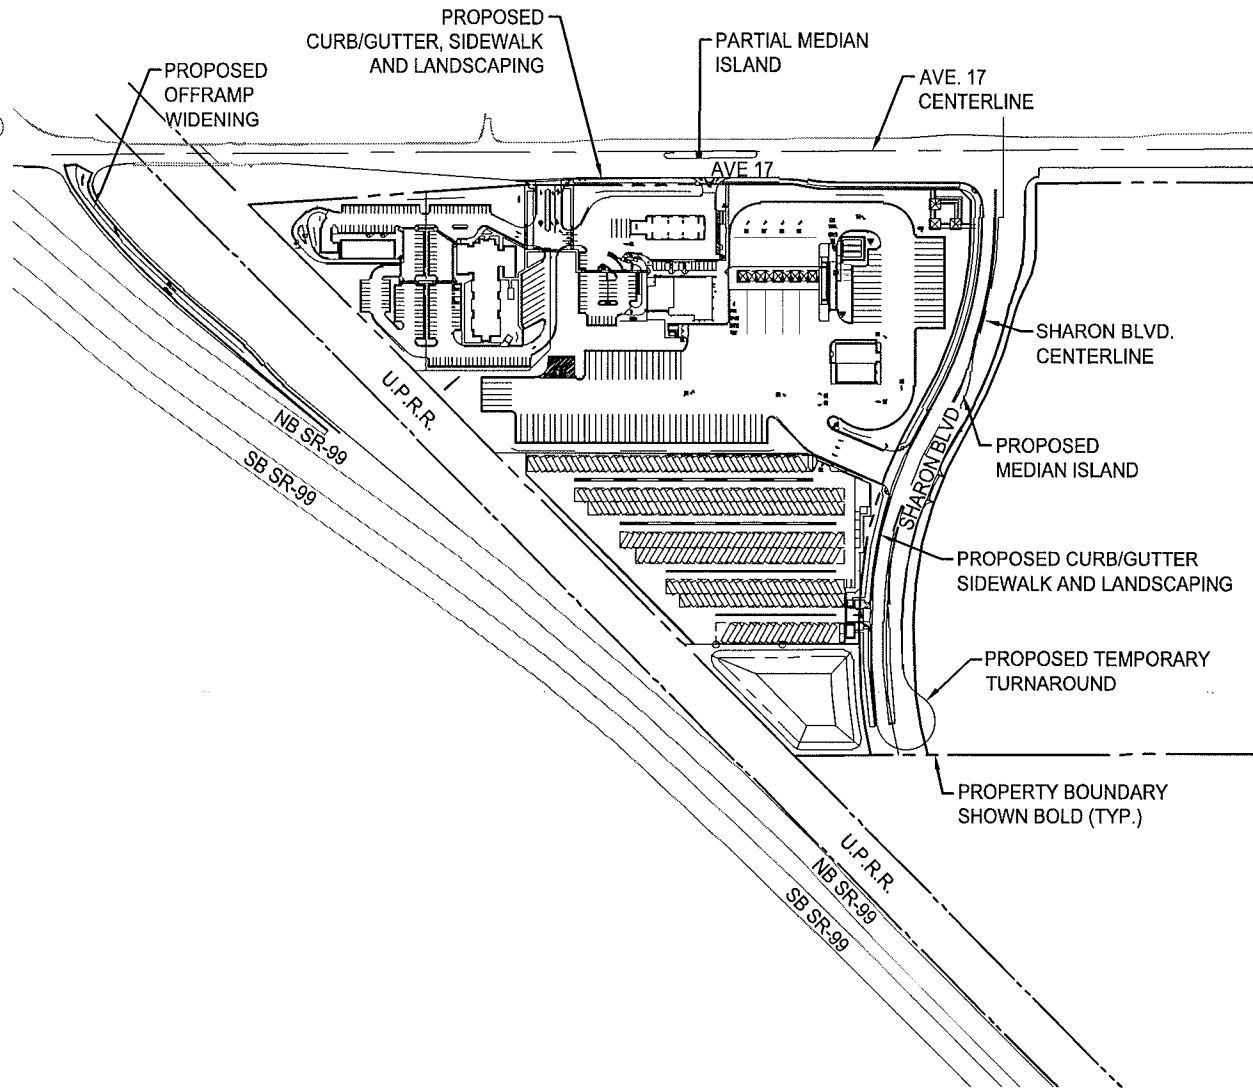 PROPOSED
CURB/GUTTER, SIDEWALK
AND LANDSCAPING
PARTIAL MEDIAN
ISLAND
PROPOSED
OFFRAMP
WIDENING
AVE. 17
CENTERLINE
AVE 17
SHARON BLVD.
CENTERLINE
U.P.R.R.
NB SR-99
SB SR-99
SHARON BLVD
PROPOSED
MEDIAN ISLAND
PROPOSED CURB/GUTTER
SIDEWALK AND LANDSCAPING
PROPOSED TEMPORARY
TURNAROUND
PROPERTY BOUNDARY
SHOWN BOLD (TYP.)
U.P.R.R.
NB SR-99
SB SR-99